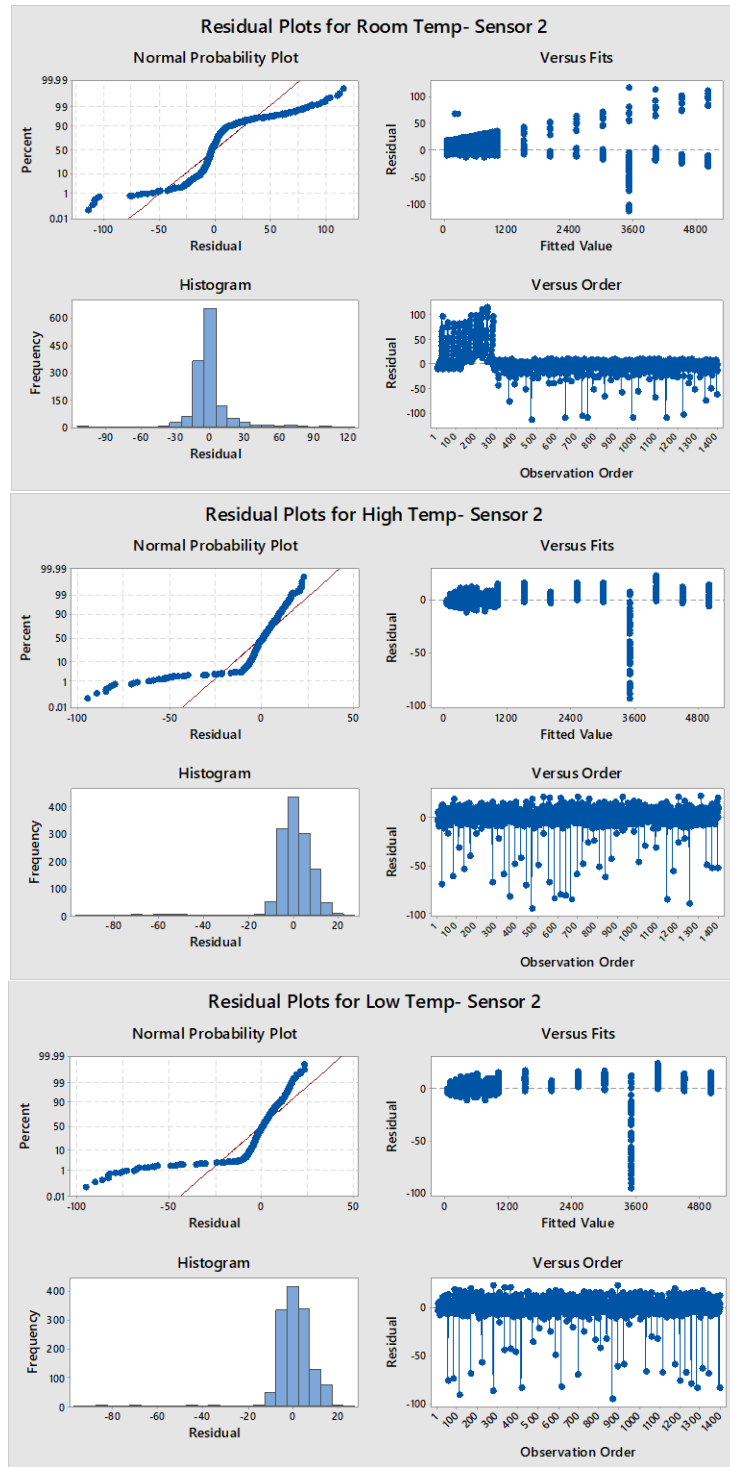 Residual Plots for Room Temp- Sensor 2
Normal Probability Plot
Versus Fits
99.99
99
90
50
10
1
0.01
Percent
-100 -50 0 50 100
Residual
100
50
0
-50
-100
Residual
0 1200 2400 3600 4800
Fitted Value
Histogram
Versus Order
600
450
300
150
0
Frequency
-90 -60 -30 0 30 60 90 120
Residual
100
50
0
-50
-100
Residual
1 100 200 300 400 500 600 700 800 900 1000 1100 1200 1300 1400
Observation Order
Residual Plots for High Temp- Sensor 2
Normal Probability Plot
Versus Fits
99.99
99
90
50
10
1
0.01
Percent
-100 -50 0 50
Residual
0
-50
-100
Residual
0 1200 2400 3600 4800
Fitted Value
Histogram
Versus Order
400
300
200
100
0
Frequency
-80 -60 -40 -20 0 20
Residual
0
-50
-100
Residual
1 100 200 300 400 500 600 700 800 900 1000 1100 1200 1300 1400
Observation Order
Residual Plots for Low Temp- Sensor 2
Normal Probability Plot
Versus Fits
99.99
99
90
50
10
1
0.01
Percent
-100 -50 0 50
Residual
0
-50
-100
Residual
0 1200 2400 3600 4800
Fitted Value
Histogram
Versus Order
400
300
200
100
0
Frequency
-80 -60 -40 -20 0 20
Residual
0
-50
-100
Residual
1 100 200 300 400 500 600 700 800 900 1000 1100 1200 1300 1400
Observation Order